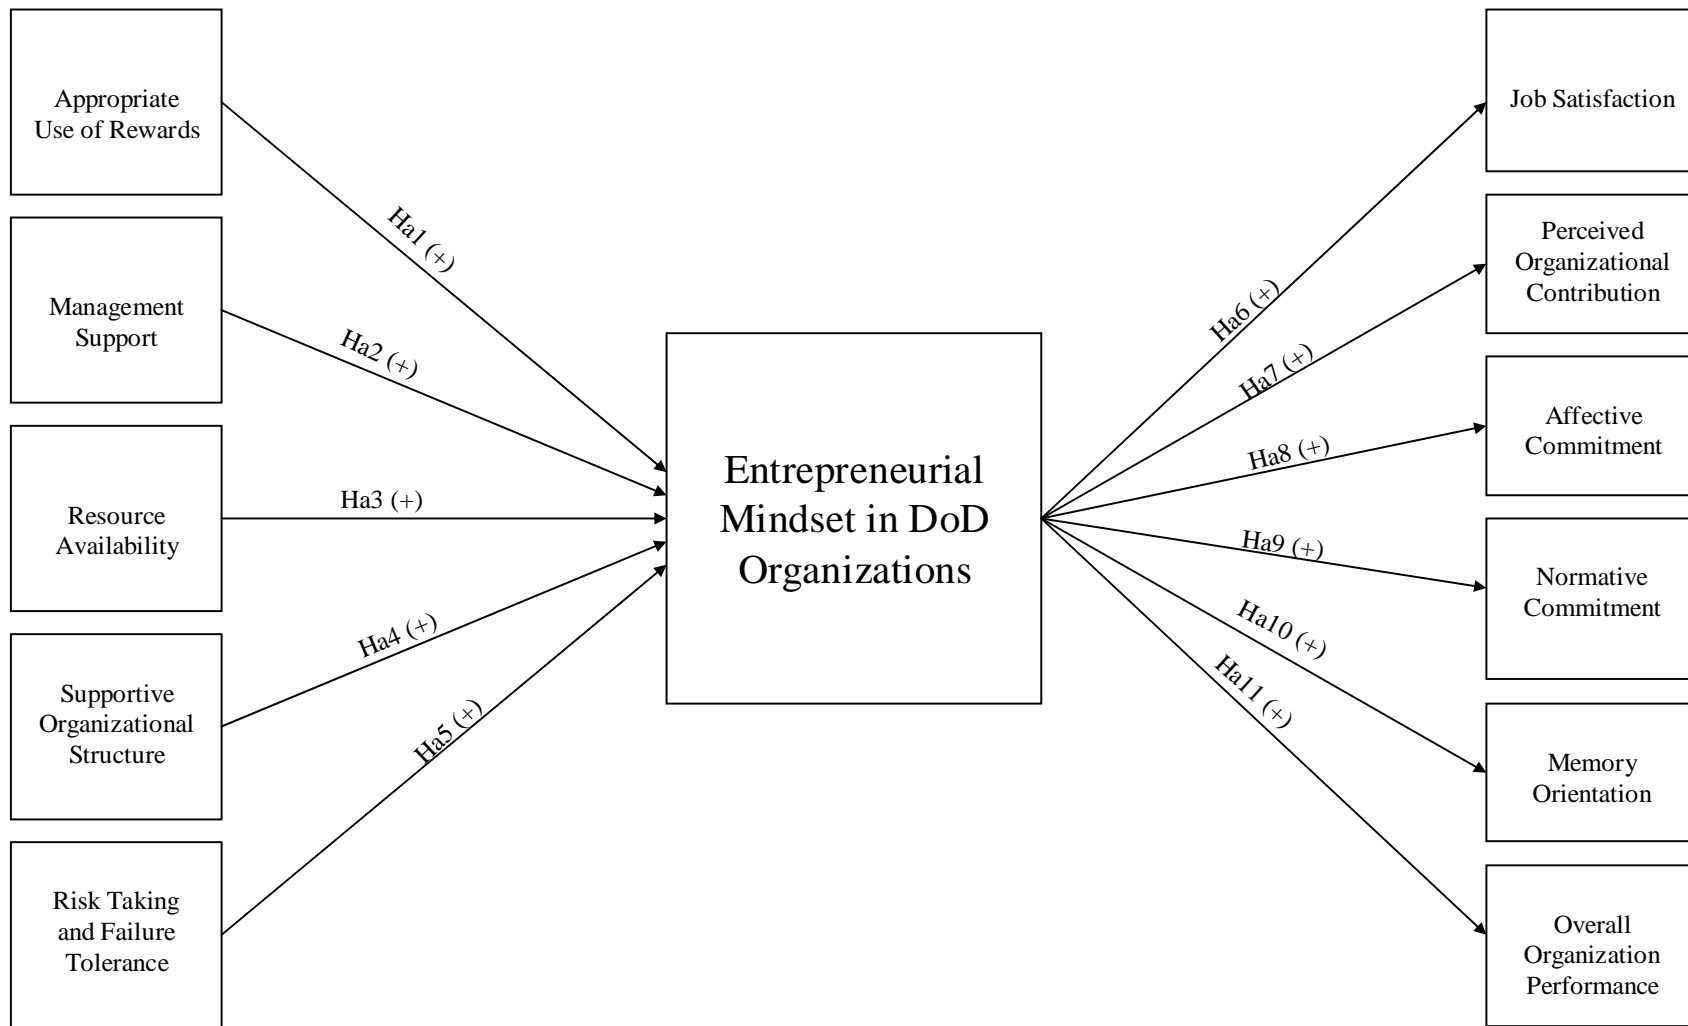 Appropriate
Use of Rewards
Management
Support
Resource
Availability
Supportive
Organizational
Structure
Risk Taking
and Failure
Tolerance
Ha1 (+)
Ha2 (+)
Ha3 (+)
Ha4 (+)
Ha5 (+)
Entrepreneurial
Mindset in DoD
Organizations
Ha6 (+)
Ha7 (+)
Ha8 (+)
Ha9 (+)
Ha10 (+)
Ha11 (+)
Job Satisfaction
Perceived
Organizational
Contribution
Affective
Commitment
Normative
Commitment
Memory
Orientation
Overall
Organization
Performance